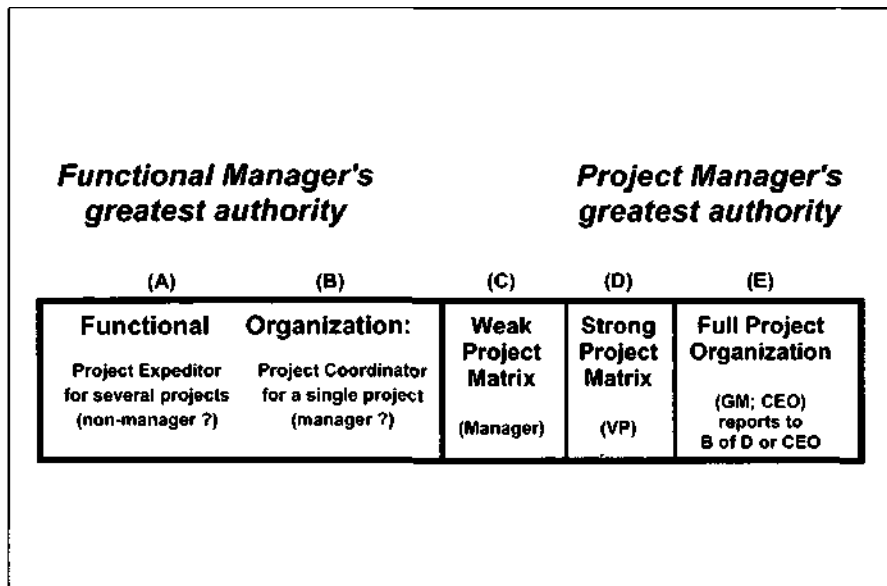 Functional Manager's
greatest authority
Project Manager's
greatest authority
(A)
(B)
(C)
(D)
(E)
Functional Organization:
Project Expeditor
for several projects
(non-manager ?)
Project Coordinator
for a single project
(manager ?)
Weak
Project
Matrix
(Manager)
Strong
Project
Matrix
(VP)
Full Project
Organization
(GM; CEO)
reports to
B of D or CEO